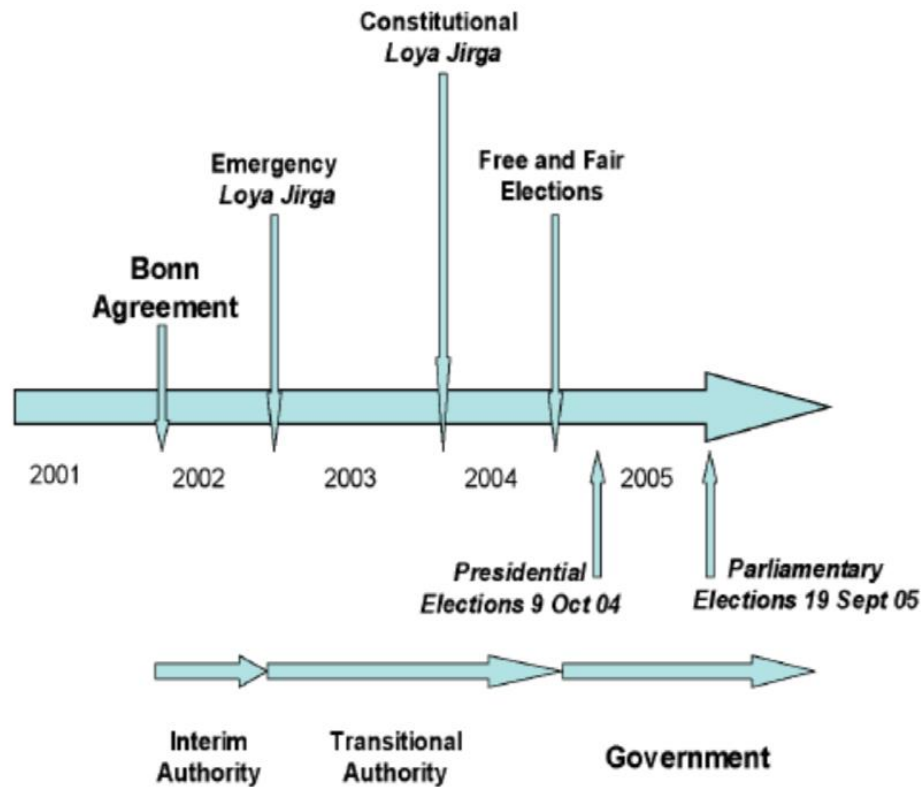 Constitutional
Loya Jirga
Emergency
Loya Jirga
Free and Fair
Elections
Bonn
Agreement
2001
2002
2003
2004
2005
Presidential
Elections 9 Oct 04
Parliamentary
Elections 19 Sept 05
Interim
Authority
Transitional
Authority
Government